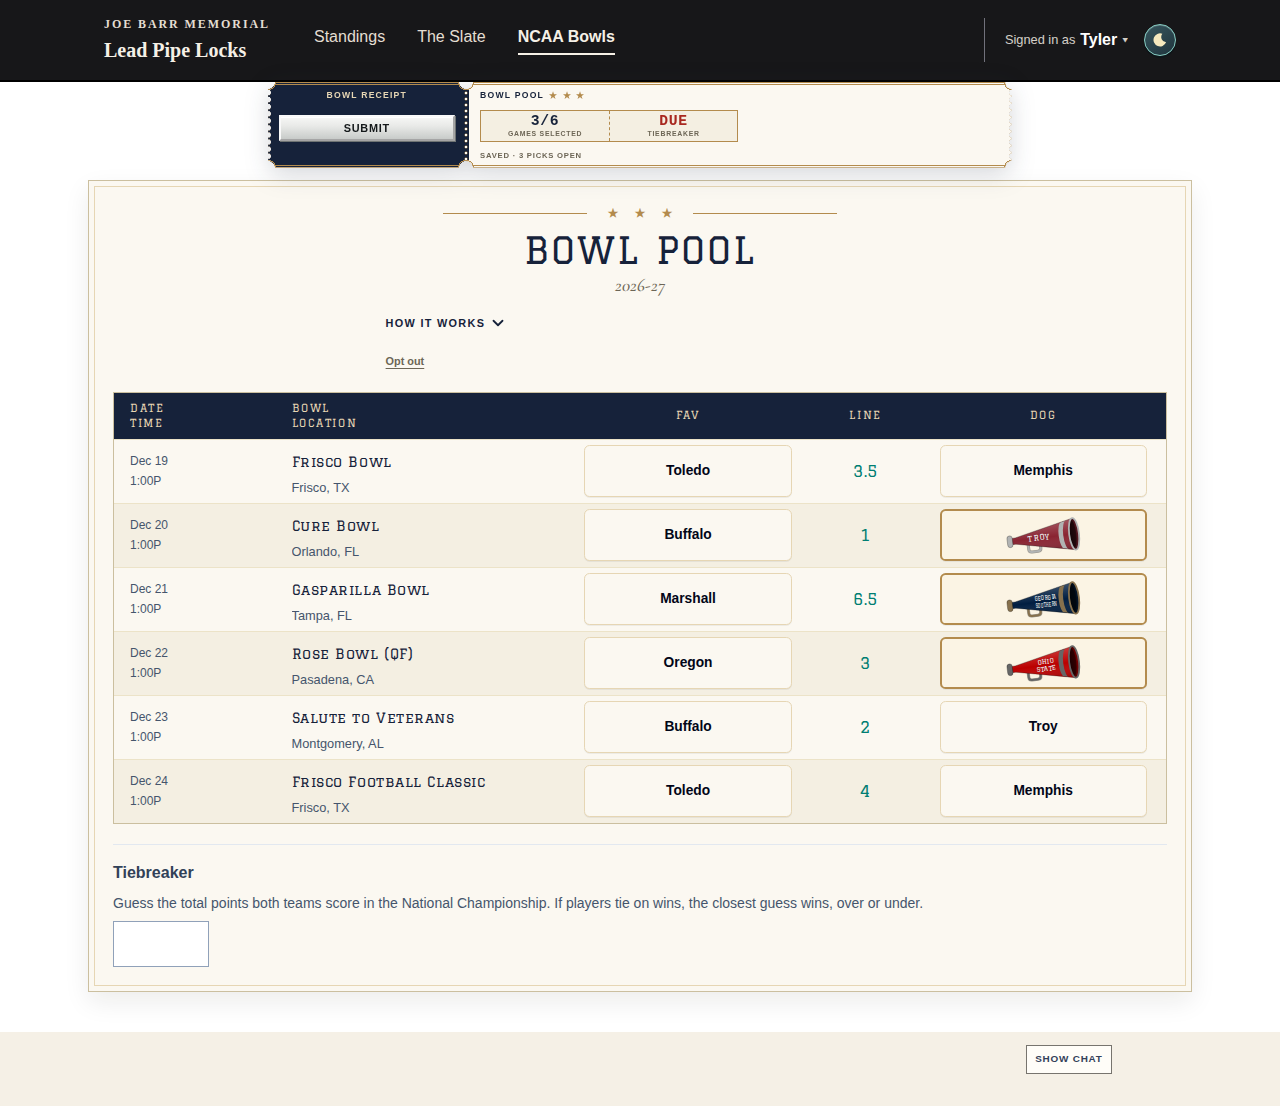 JOE BARR MEMORIAL
Lead Pipe Locks
Standings
The Slate
NCAA Bowls
Signed in as Tyler ▾
BOWL RECEIPT
SUBMIT
BOWL POOL ★ ★ ★
3/6
GAMES SELECTED
DUE
TIEBREAKER
SAVED · 3 PICKS OPEN
★ ★ ★
BOWL POOL
2026-27
HOW IT WORKS
Opt out
DATE
TIME
BOWL
LOCATION
FAV
LINE
DOG
Dec 19
1:00P
FRISCO BOWL
Frisco, TX
Toledo
3.5
Memphis
Dec 20
1:00P
CURE BOWL
Orlando, FL
Buffalo
1
TROY
Dec 21
1:00P
GASPARILLA BOWL
Tampa, FL
Marshall
6.5
GEORGIA
SOUTHERN
Dec 22
1:00P
ROSE BOWL (QF)
Pasadena, CA
Oregon
3
OHIO
STATE
Dec 23
1:00P
SALUTE TO VETERANS
Montgomery, AL
Buffalo
2
Troy
Dec 24
1:00P
FRISCO FOOTBALL CLASSIC
Frisco, TX
Toledo
4
Memphis
Tiebreaker
Guess the total points both teams score in the National Championship. If players tie on wins, the closest guess wins, over or under.
SHOW CHAT